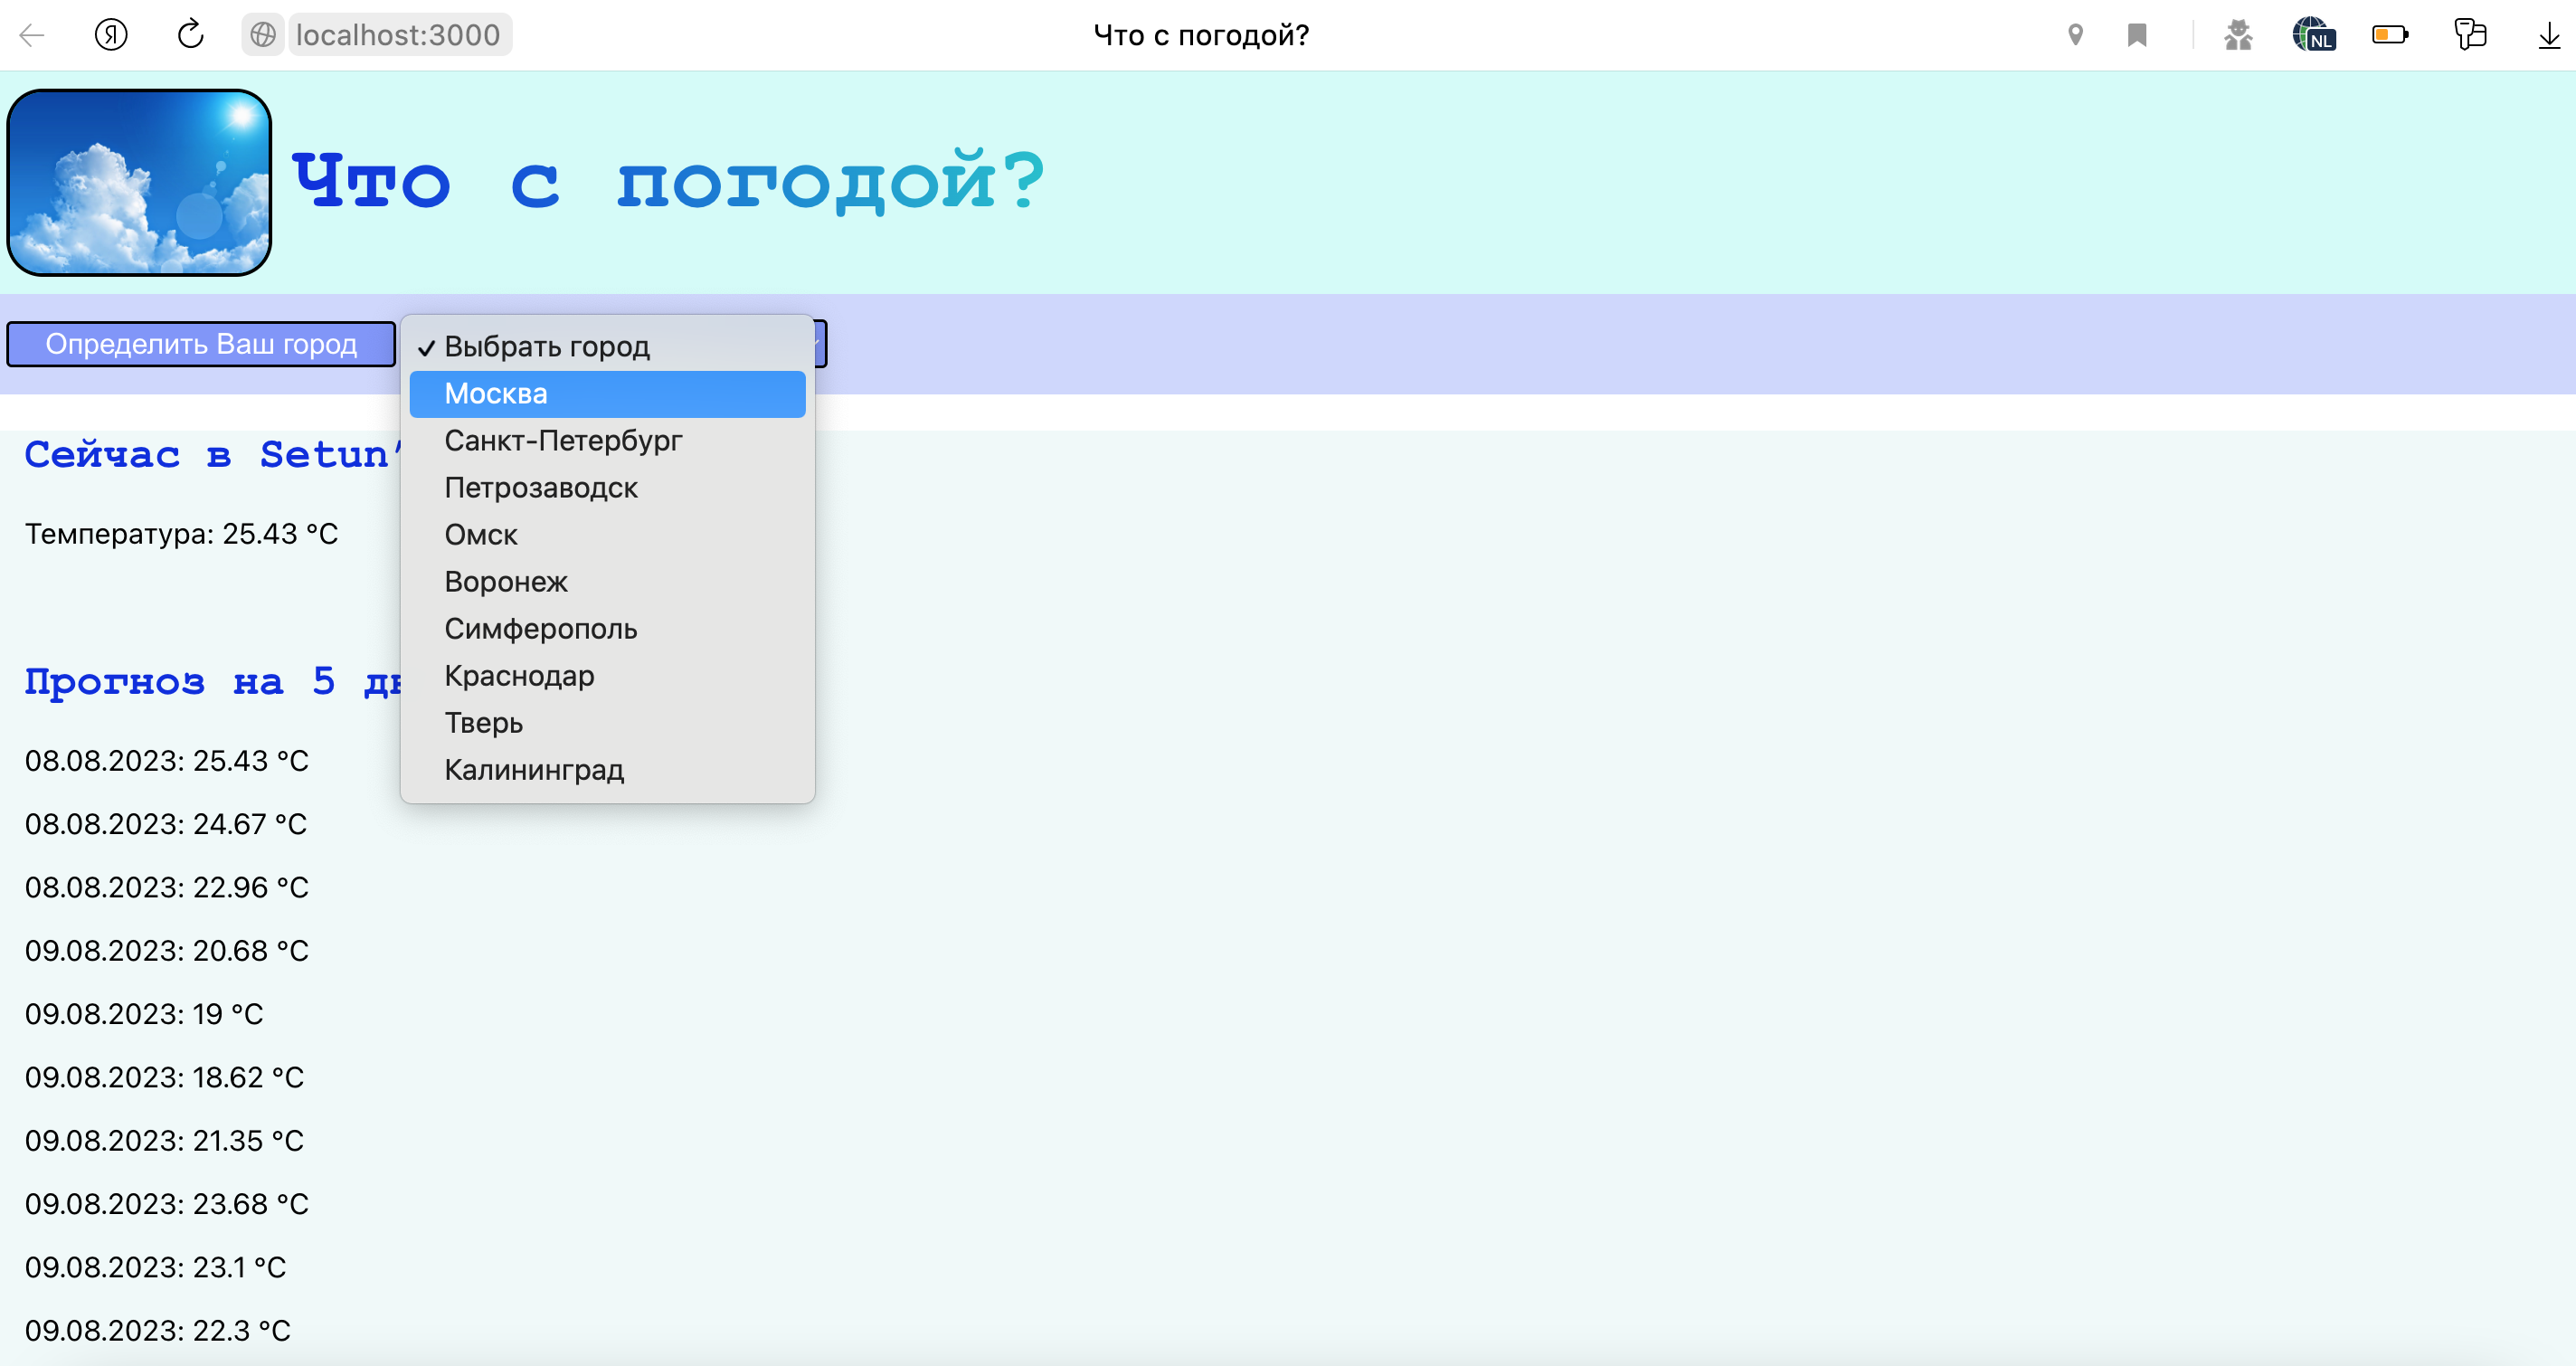 Я localhost:3000 Что с погодой? NL
Что с погодой?
Определить Ваш город
✓ Выбрать город
Москва
Санкт-Петербург
Петрозаводск
Омск
Воронеж
Симферополь
Краснодар
Тверь
Калининград
Сейчас в Setun’
Температура: 25.43 °C
Прогноз на 5
08.08.2023: 25.43 °C
08.08.2023: 24.67 °C
08.08.2023: 22.96 °C
09.08.2023: 20.68 °C
09.08.2023: 19 °C
09.08.2023: 18.62 °C
09.08.2023: 21.35 °C
09.08.2023: 23.68 °C
09.08.2023: 23.1 °C
09.08.2023: 22.3 °C